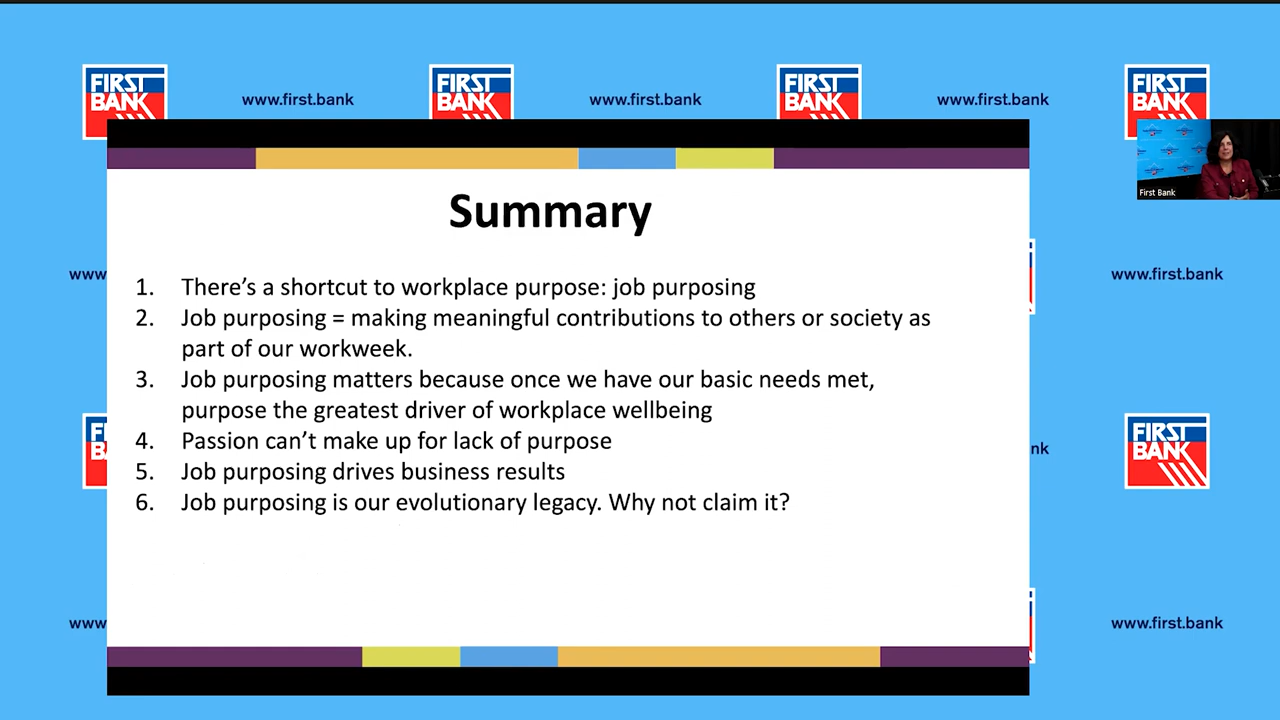 FIRST
BANK
www.first.bank
FIRST
BANK
www.first.bank
FIRST
BANK
www.first.bank
FIRST
BANK
First Bank
Summary
1. There's a shortcut to workplace purpose: job purposing
2. Job purposing = making meaningful contributions to others or society as
part of our workweek.
3. Job purposing matters because once we have our basic needs met,
purpose the greatest driver of workplace wellbeing
4. Passion can't make up for lack of purpose
5. Job purposing drives business results
6. Job purposing is our evolutionary legacy. Why not claim it?
www.
www.first.bank
F
B
nk
FIRST
BANK
www.
www.first.bank